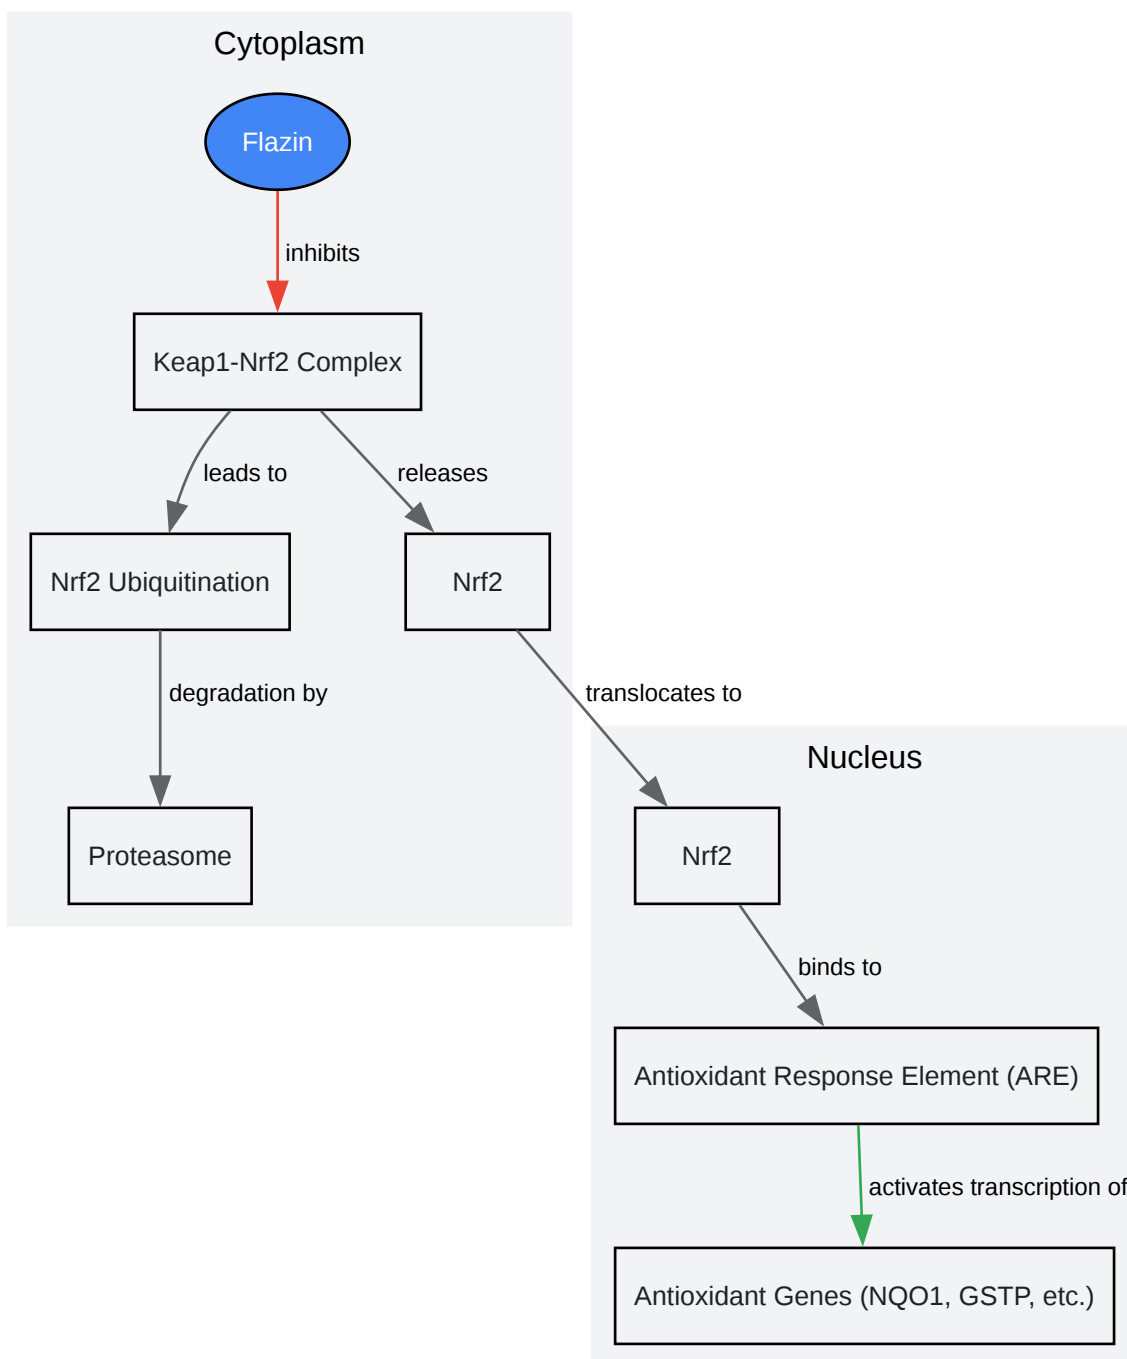 Cytoplasm
Flazin
inhibits
Keap1-Nrf2 Complex
leads to
releases
Nrf2 Ubiquitination
Nrf2
degradation by
translocates to
Proteasome
Nucleus
Nrf2
binds to
Antioxidant Response Element (ARE)
activates transcription of
Antioxidant Genes (NQO1, GSTP, etc.)